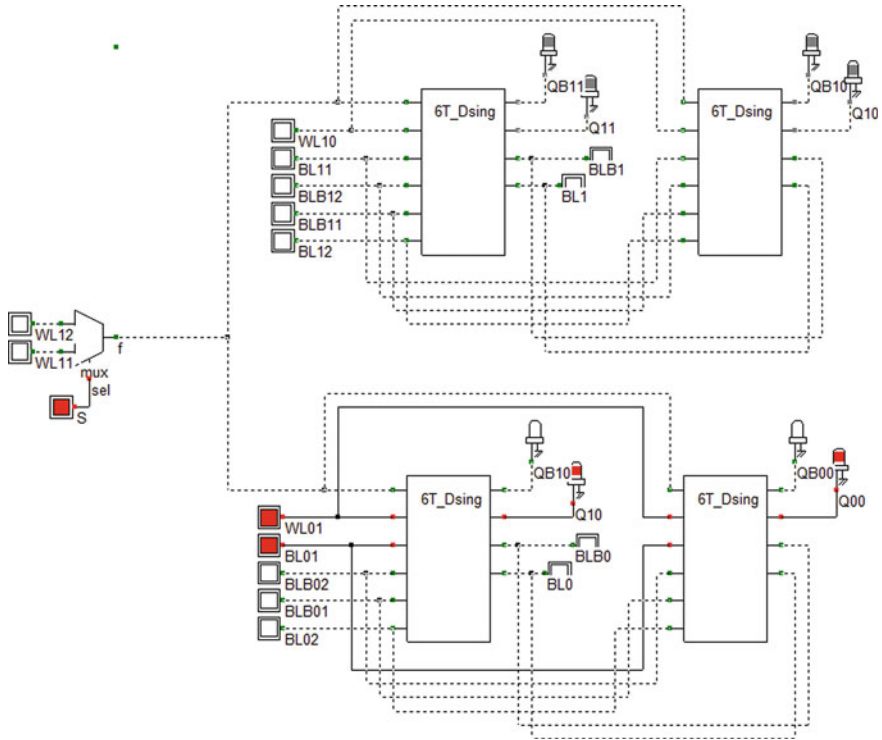 QB11
QB10
6T_Dsing
6T_Dsing
Q11
Q10
WL10
BL11
BLB1
BLB12
BL1
BLB11
BL12
WL12
f
WL11
mux
sel
S
QB10
QB00
6T_Dsing
6T_Dsing
Q10
Q00
WL01
BL01
BLB0
BLB02
BL0
BLB01
BL02